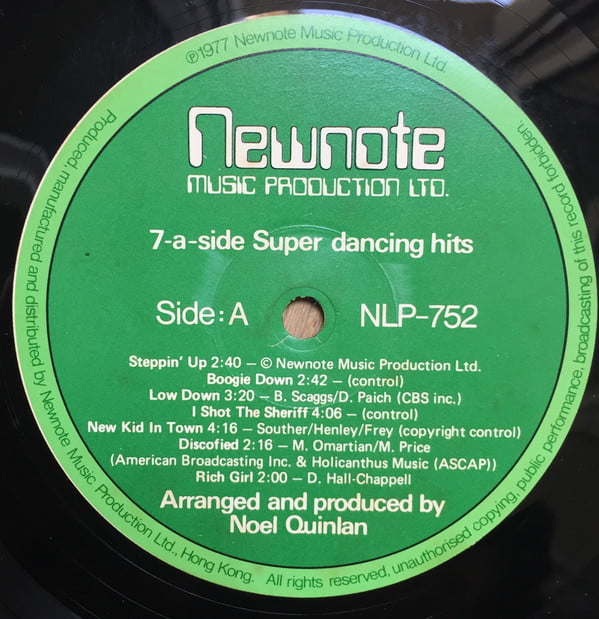 ℗1977 Newnote Music Production Ltd.
Newnote
MUSIC PRODUCTION LTD.
7-a-side Super dancing hits
Side: A NLP-752
Steppin' Up 2:40 – © Newnote Music Production Ltd.
Boogie Down 2:42 – (control)
Low Down 3:20 – B. Scaggs/D. Paich (CBS inc.)
I Shot The Sheriff 4:06 – (control)
New Kid In Town 4:16 – Souther/Henley/Frey (copyright control)
Discofied 2:16 – M. Omartian/M. Price
(American Broadcasting Inc. & Holicanthus Music (ASCAP))
Rich Girl 2:00 – D. Hall-Chappell
Arranged and produced by
Noel Quinlan
Produced, manufactured and distributed by Newnote Music Production Ltd., Hong Kong. All rights reserved, unauthorised copying, public performance, broadcasting of this record forbidden.